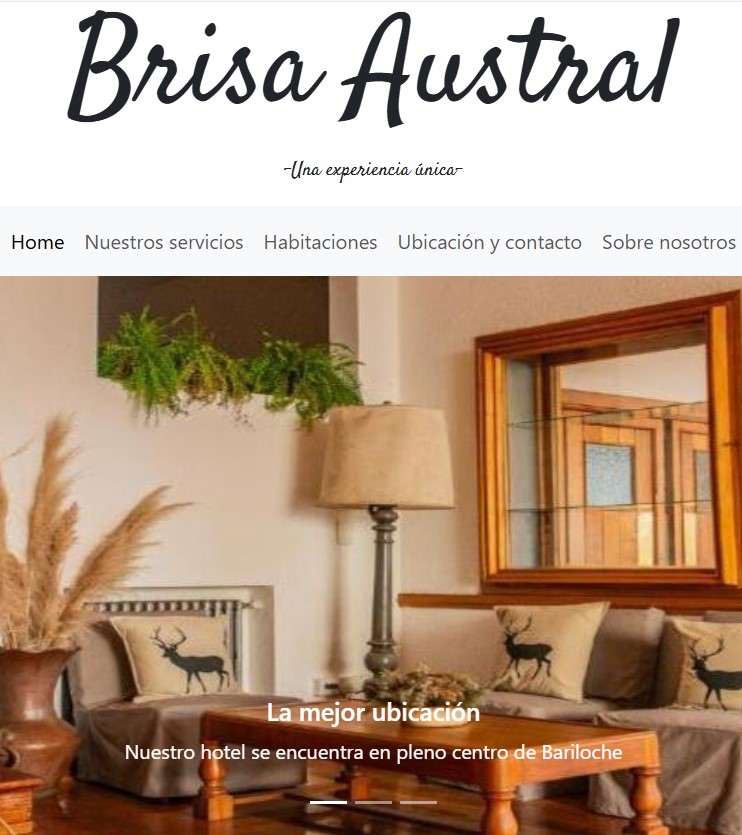 Brisa Austral
-Una experiencia única-
Home Nuestros servicios Habitaciones Ubicación y contacto Sobre nosotros
La mejor ubicación
Nuestro hotel se encuentra en pleno centro de Bariloche